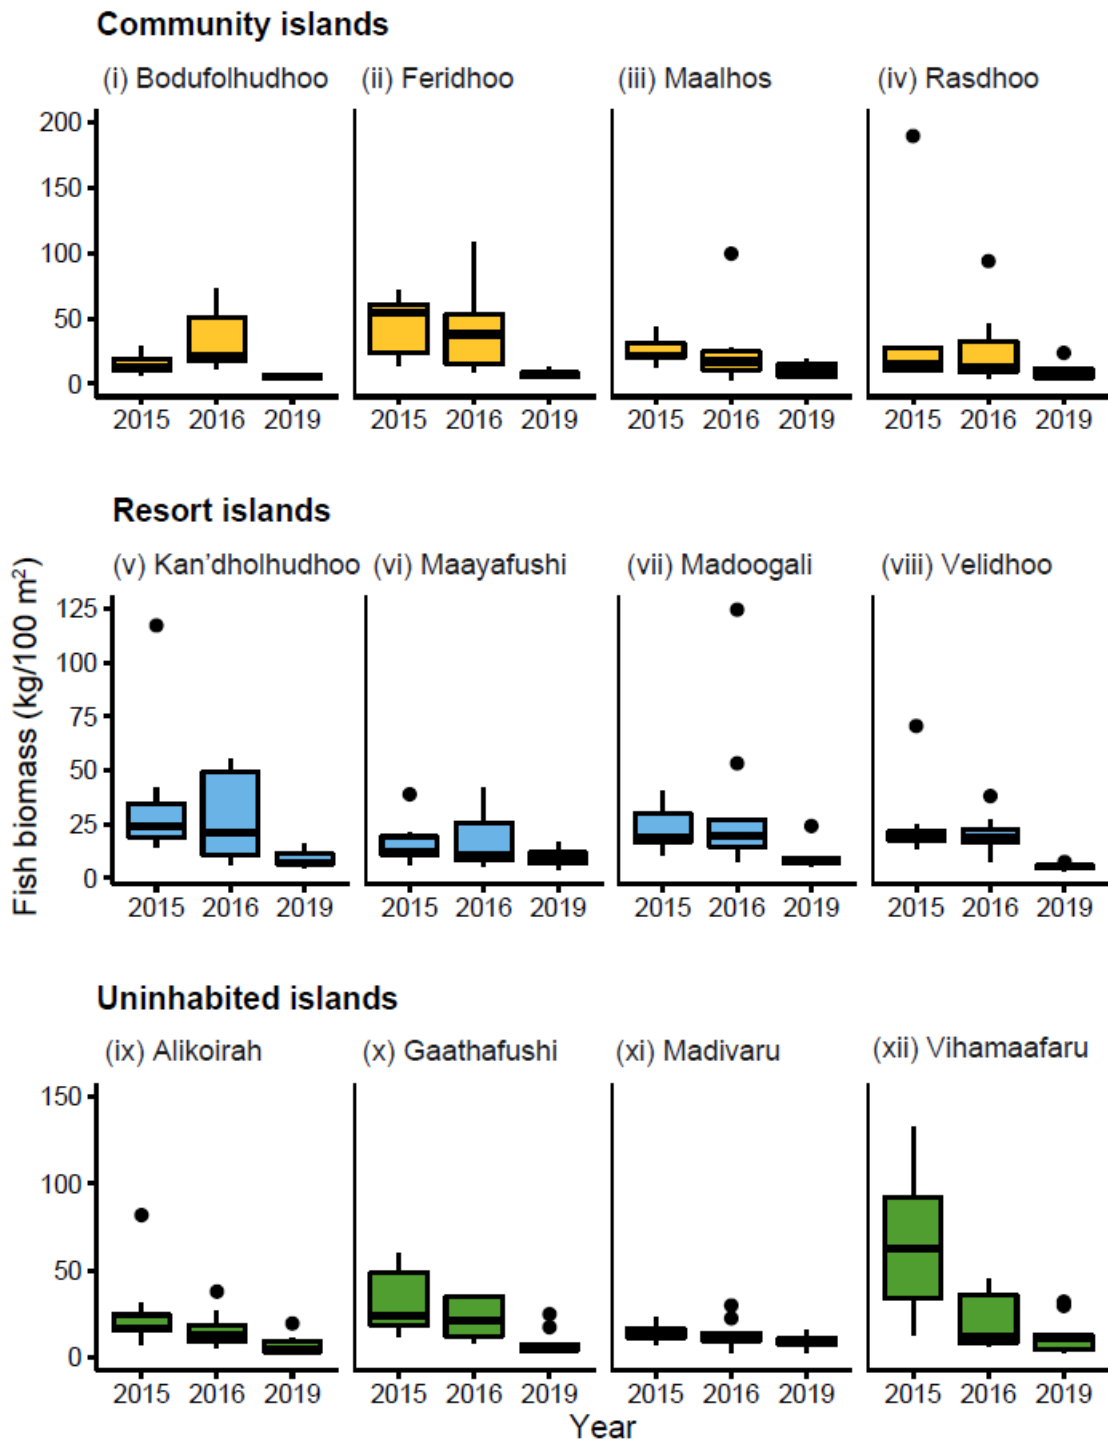 Community islands
(i) Bodufolhudhoo (ii) Feridhoo (iii) Maalhos (iv) Rasdhoo
200
150
100
50
0
2015 2016 2019 2015 2016 2019 2015 2016 2019 2015 2016 2019
Resort islands
(v) Kan'dholhudhoo (vi) Maayafushi (vii) Madoogali (viii) Velidhoo
Fish biomass (kg/100 m²)
125
100
75
50
25
0
2015 2016 2019 2015 2016 2019 2015 2016 2019 2015 2016 2019
Uninhabited islands
(ix) Alikoirah (x) Gaathafushi (xi) Madivaru (xii) Vihamaafaru
150
100
50
0
2015 2016 2019 2015 2016 2019 2015 2016 2019 2015 2016 2019
Year